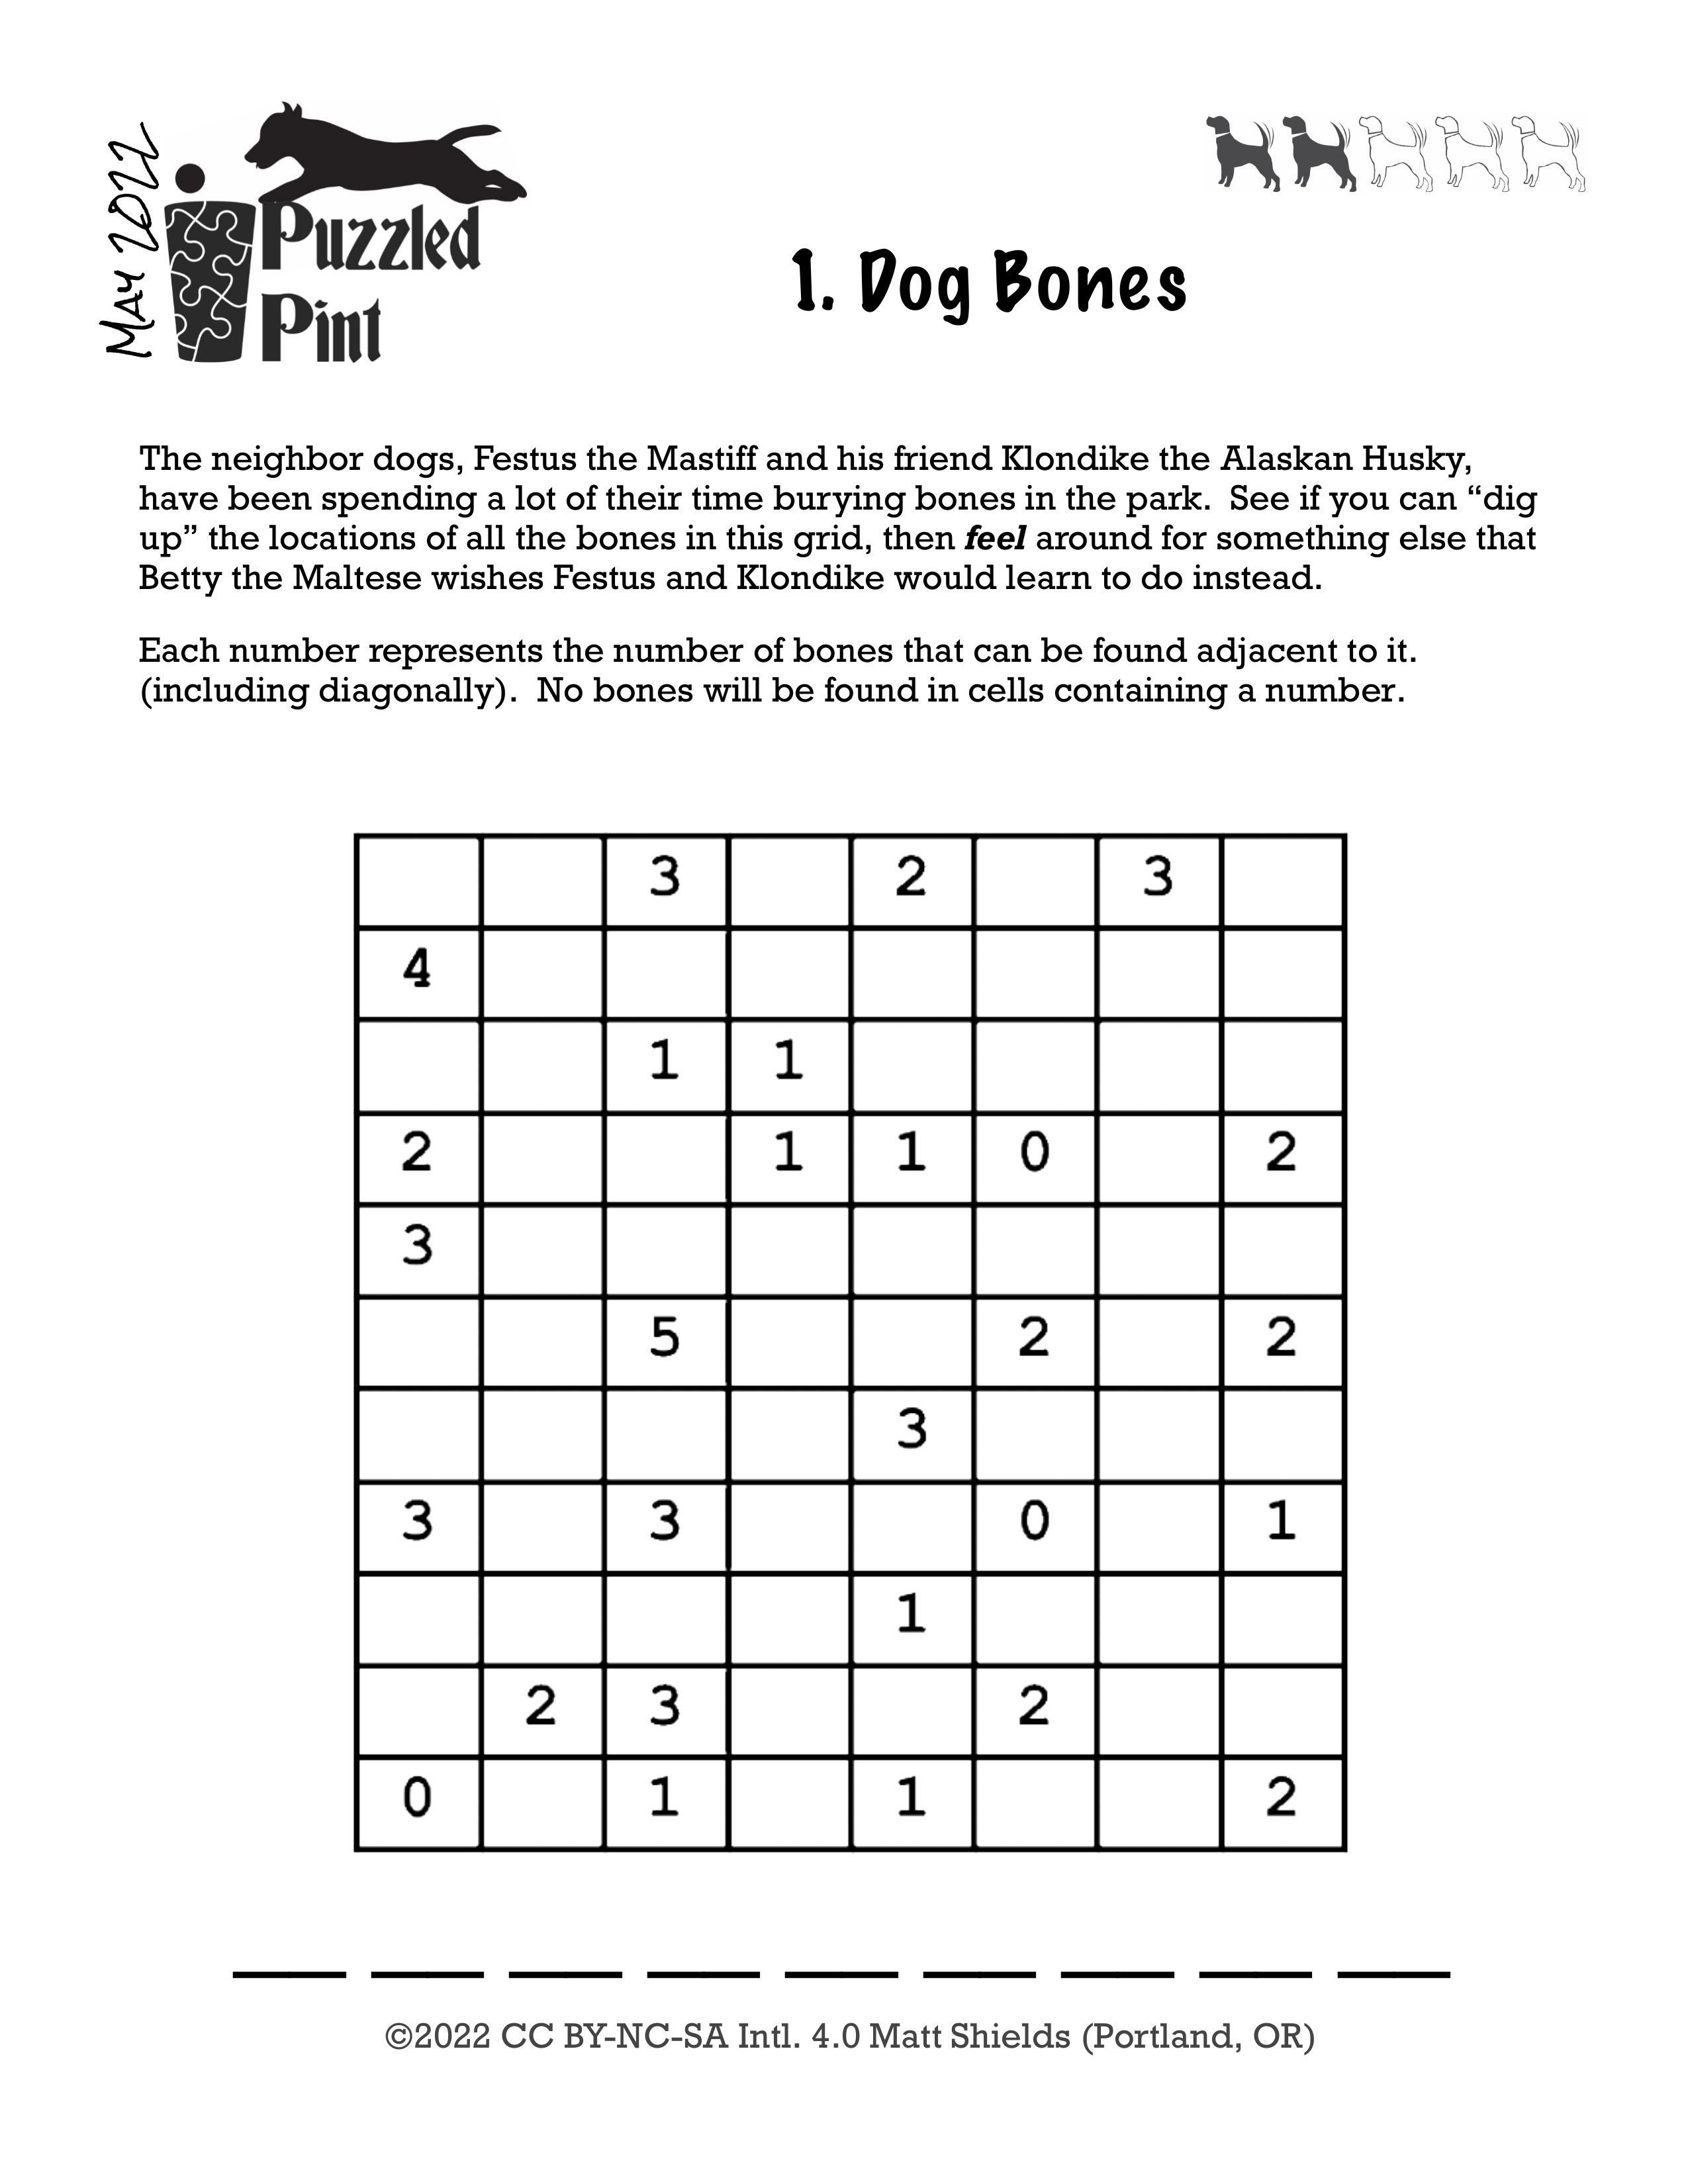 May 2022
Puzzled
Pint
1. Dog Bones
The neighbor dogs, Festus the Mastiff and his friend Klondike the Alaskan Husky,
have been spending a lot of their time burying bones in the park.  See if you can “dig
up” the locations of all the bones in this grid, then feel around for something else that
Betty the Maltese wishes Festus and Klondike would learn to do instead.
Each number represents the number of bones that can be found adjacent to it.
(including diagonally).  No bones will be found in cells containing a number.
3 2 3
4
1 1
2 1 1 0 2
3
5 2 2
3
3 3 0 1
1
2 3 2
0 1 1 2
©2022 CC BY-NC-SA Intl. 4.0 Matt Shields (Portland, OR)